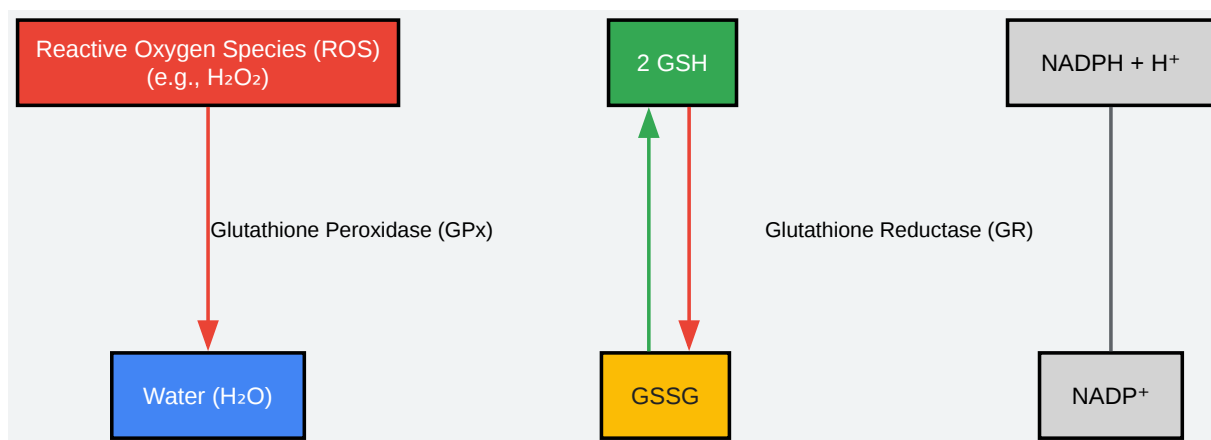 Reactive Oxygen Species (ROS)
(e.g., H₂O₂)
2 GSH
NADPH + H⁺
Glutathione Peroxidase (GPx)
Glutathione Reductase (GR)
Water (H₂O)
GSSG
NADP⁺